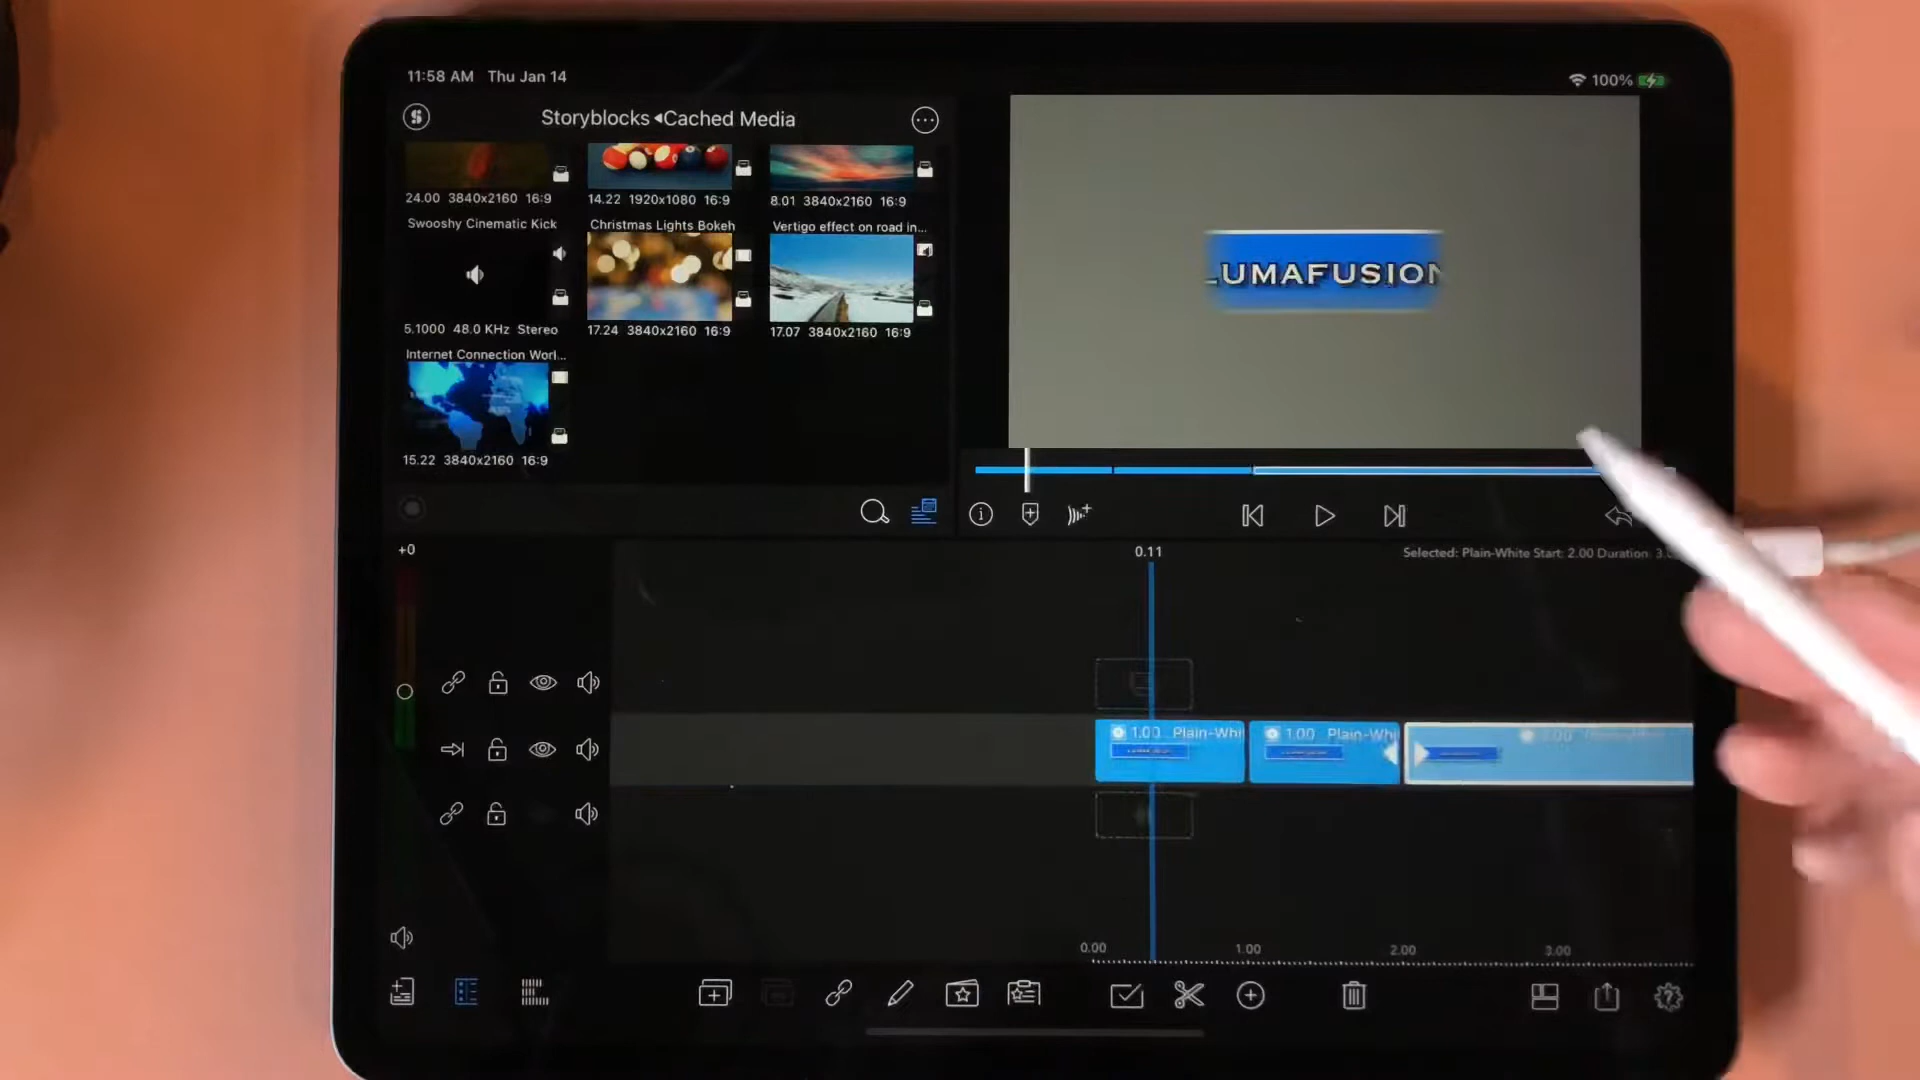 11:58 AM Thu Jan 14
100%
Storyblocks Cached Media
24.00 3840x2160 16:9
14.22 1920x1080 16:9
8.01 3840x2160 16:9
Swooshy Cinematic Kick
Christmas Lights Bokeh
Vertigo effect on road in...
5.1000 48.0 KHz Stereo
17.24 3840x2160 16:9
17.07 3840x2160 16:9
Internet Connection Worl...
15.22 3840x2160 16:9
LUMAFUSION
+0
0.11
Selected: Plain-White Start: 2.00 Duration: 3.
1.00 Plain-Whi
1.00 Plain-Whi
0.00 1.00 2.00 3.00